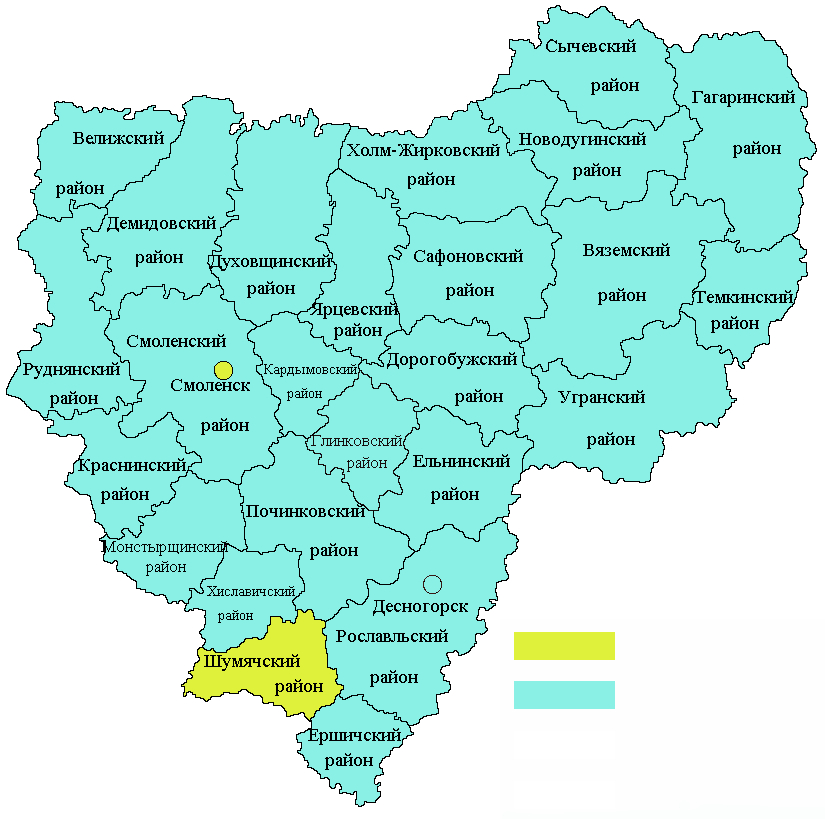 Сычевский
район
Гагаринский
район
Велижский
район
Холм-Жирковский
район
Новодугинский
район
Демидовский
район
Духовщинский
район
Сафоновский
район
Вяземский
район
Темкинский
район
Ярцевский
район
Смоленский
Смоленск
район
Руднянский
район
Кардымовский
район
Дорогобужский
район
Угранский
район
Глинковский
район
Ельнинский
район
Краснинский
район
Починковский
район
Монстырщинский
район
Хиславичский
район
Десногорск
Рославльский
район
Шумячский
район
Ершичский
район